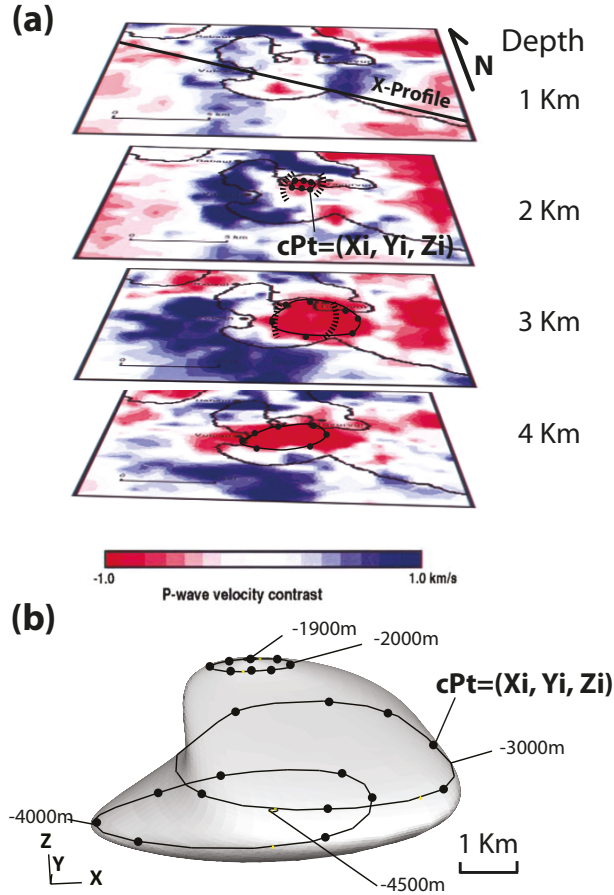 (a)
Depth
N
X-Profile
1 Km
cPt=(Xi, Yi, Zi)
2 Km
3 Km
4 Km
-1.0
1.0 km/s
P-wave velocity contrast
(b)
-1900m
-2000m
cPt=(Xi, Yi, Zi)
-3000m
-4000m
Z
Y
X
-4500m
1 Km